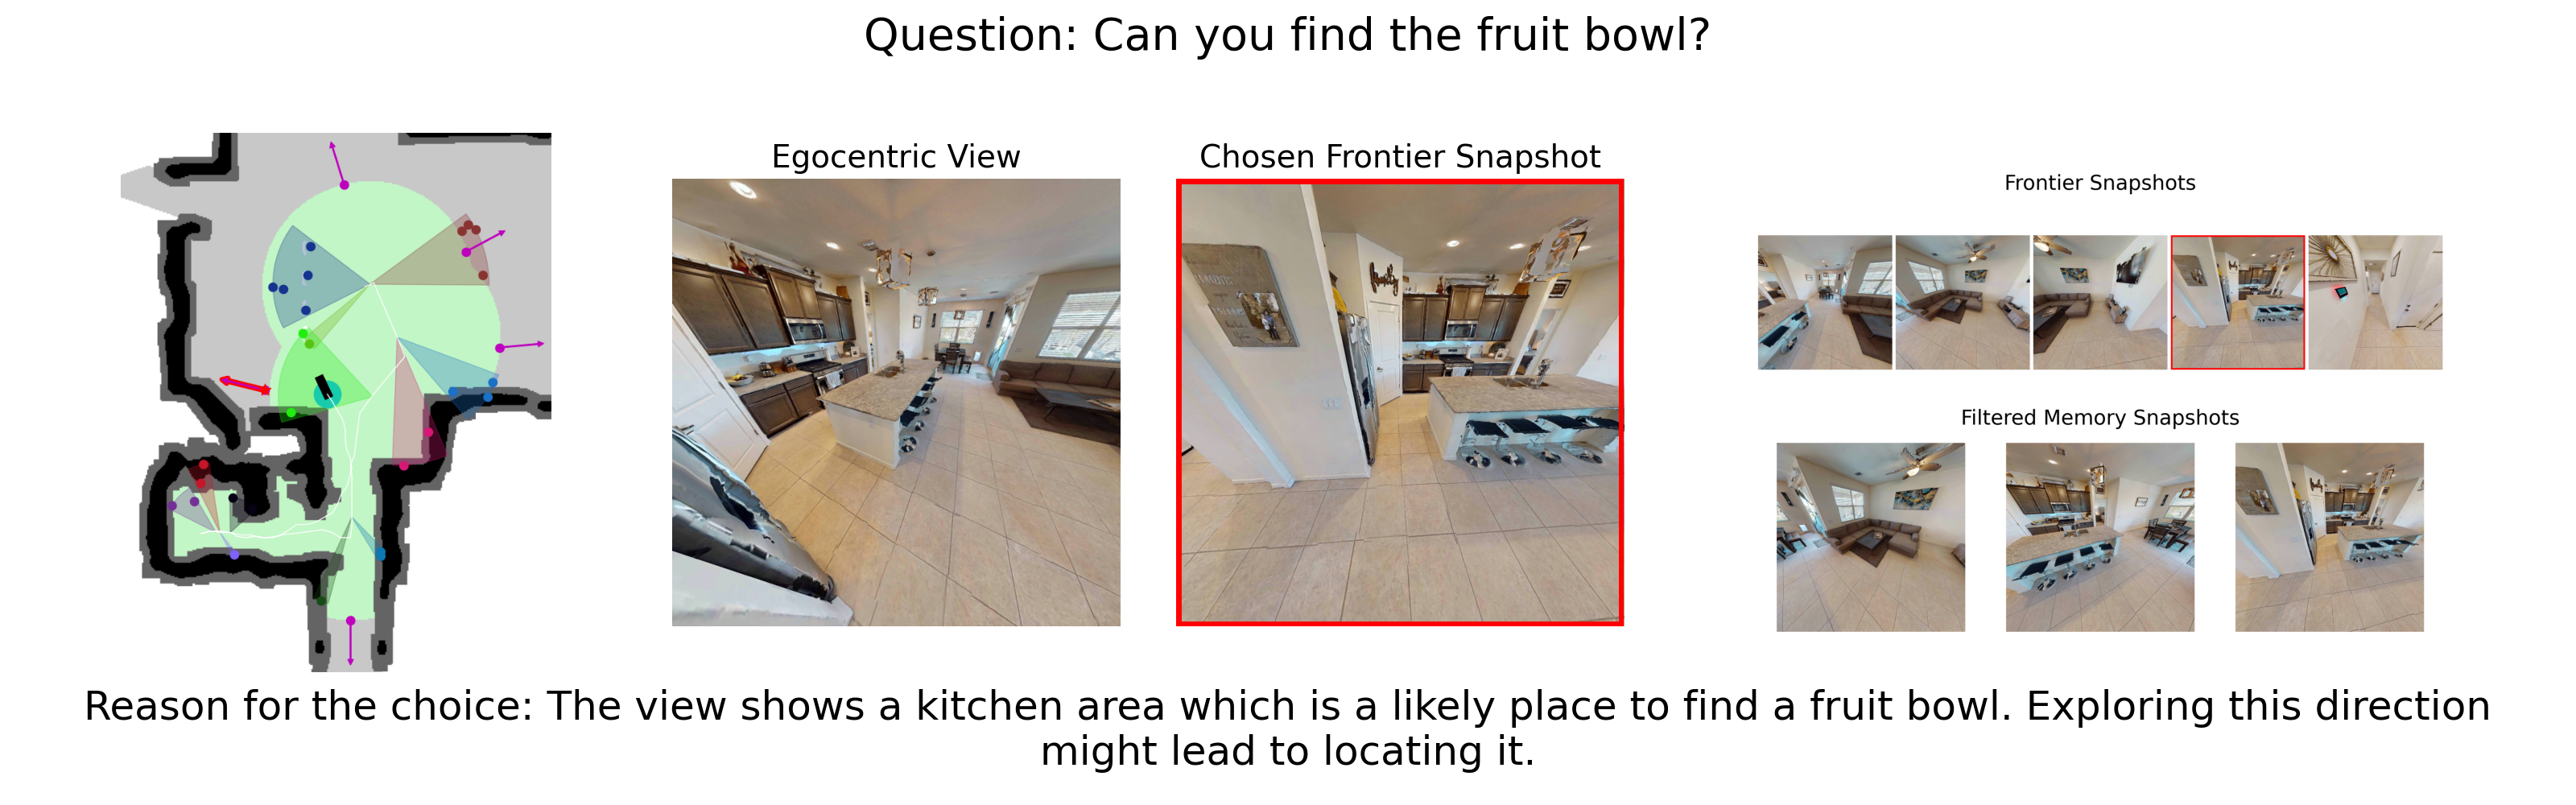 Question: Can you find the fruit bowl?
Egocentric View
Chosen Frontier Snapshot
Frontier Snapshots
Filtered Memory Snapshots
Reason for the choice: The view shows a kitchen area which is a likely place to find a fruit bowl. Exploring this direction
might lead to locating it.